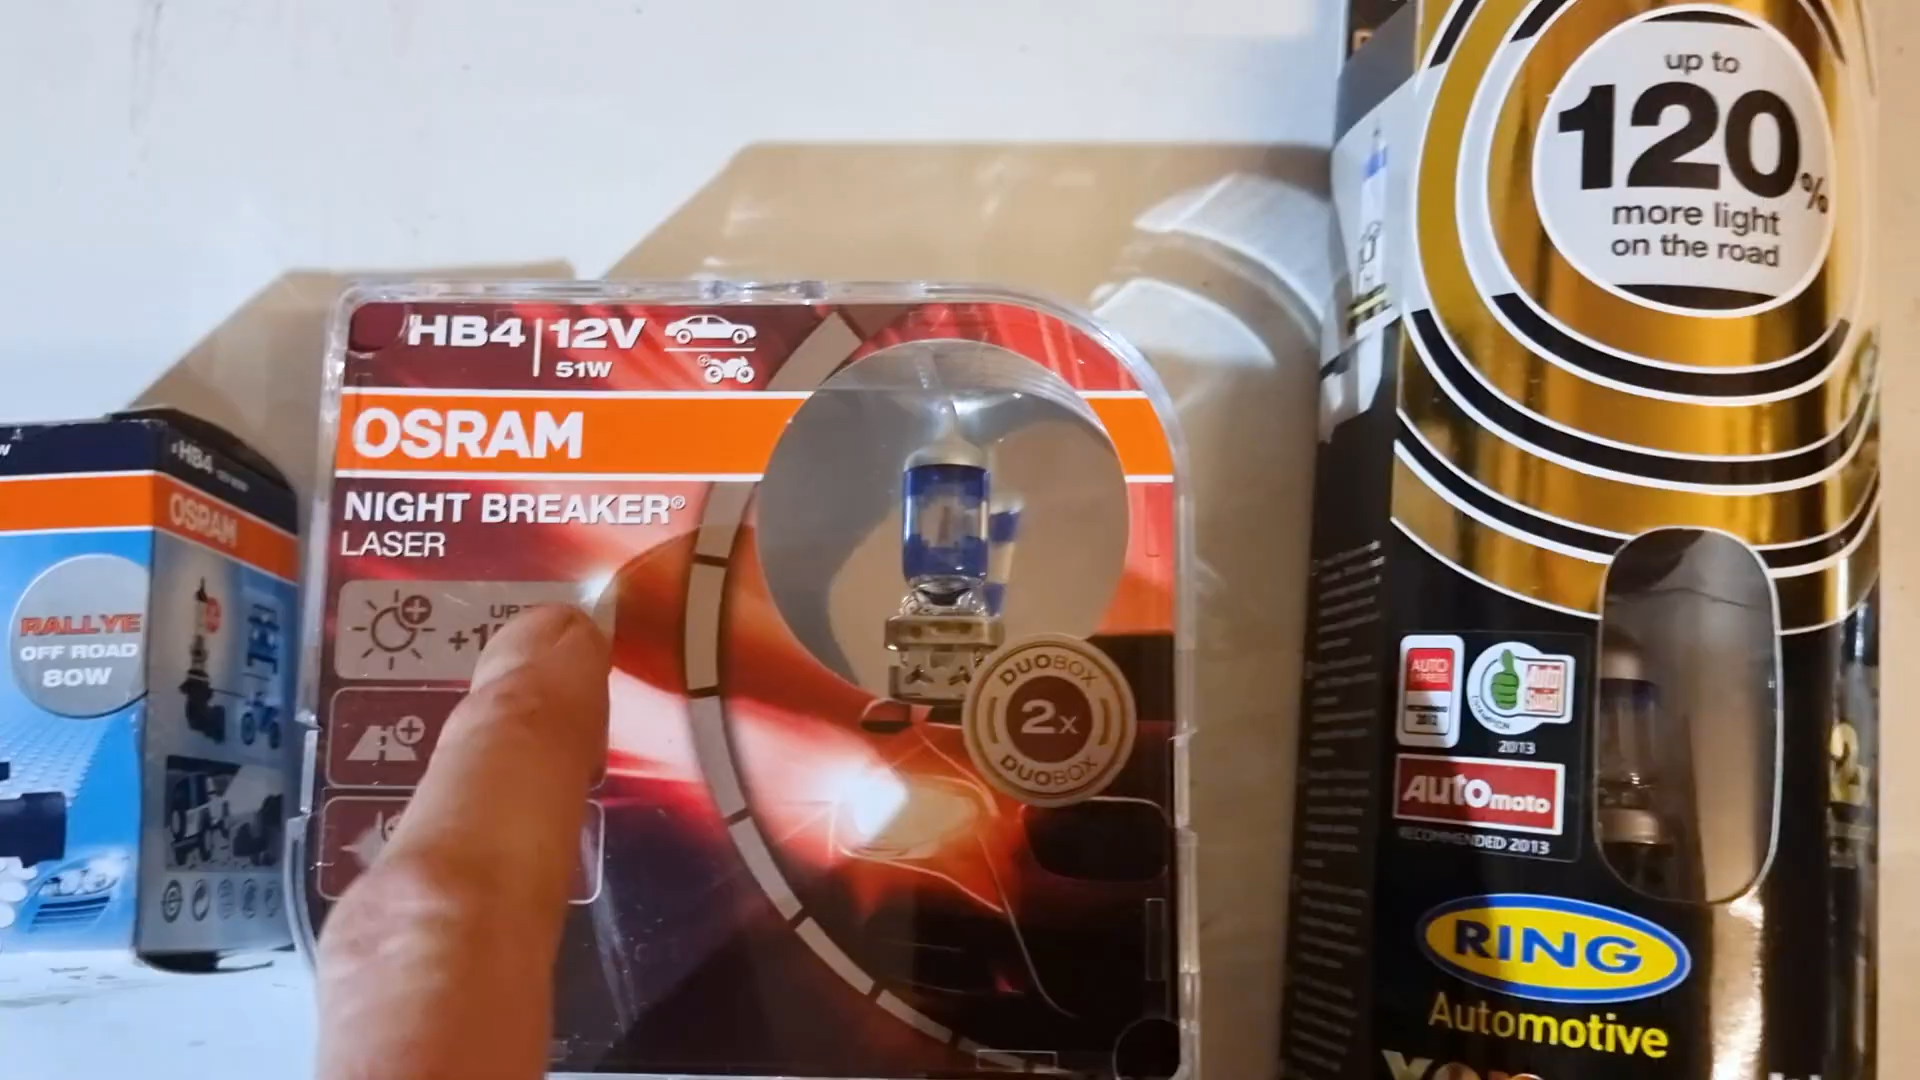 HB4
OSRAM
RALLYE
OFF ROAD
80W
HB4 | 12V
51W
OSRAM
NIGHT BREAKER®
LASER
DUOBOX
2x
DUOBOX
up to
120%
more light
on the road
AUTO
2013
AUTOmoto
RECOMMENDED 2013
RING
Automotive